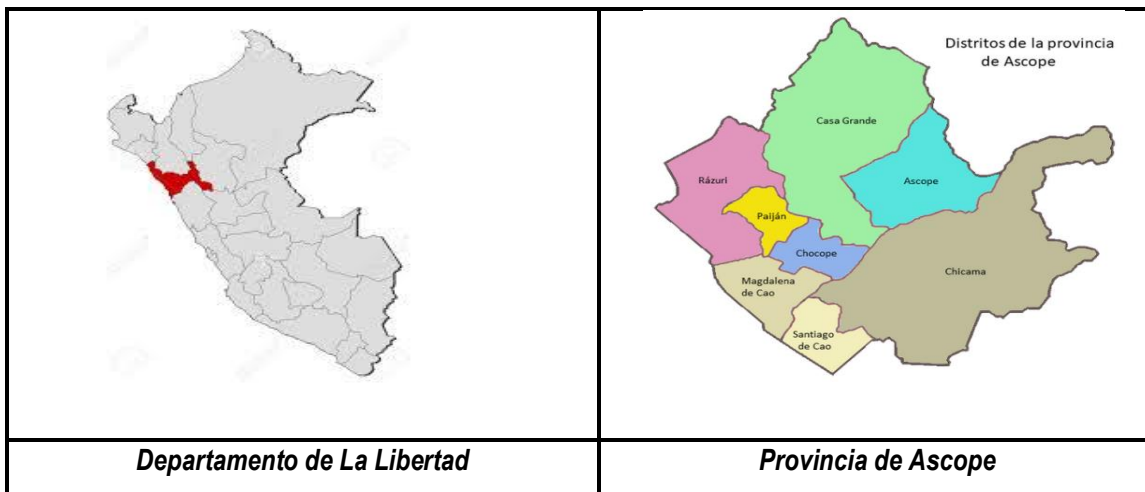 Distritos de la provincia
de Ascope
Casa Grande
Rázuri
Ascope
Paiján
Chocope
Chicama
Magdalena
de Cao
Santiago
de Cao
Departamento de La Libertad
Provincia de Ascope